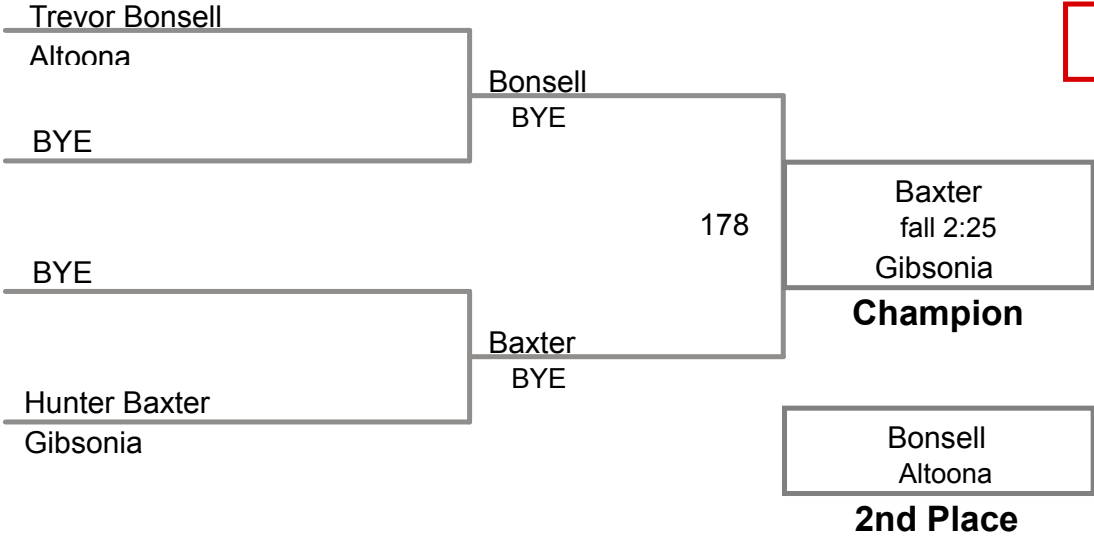 Trevor Bonsell
Altoona
Bonsell
BYE
BYE
Baxter
fall 2:25
Gibsonia
178
BYE
Champion
Baxter
BYE
Hunter Baxter
Gibsonia
Bonsell
Altoona
2nd Place